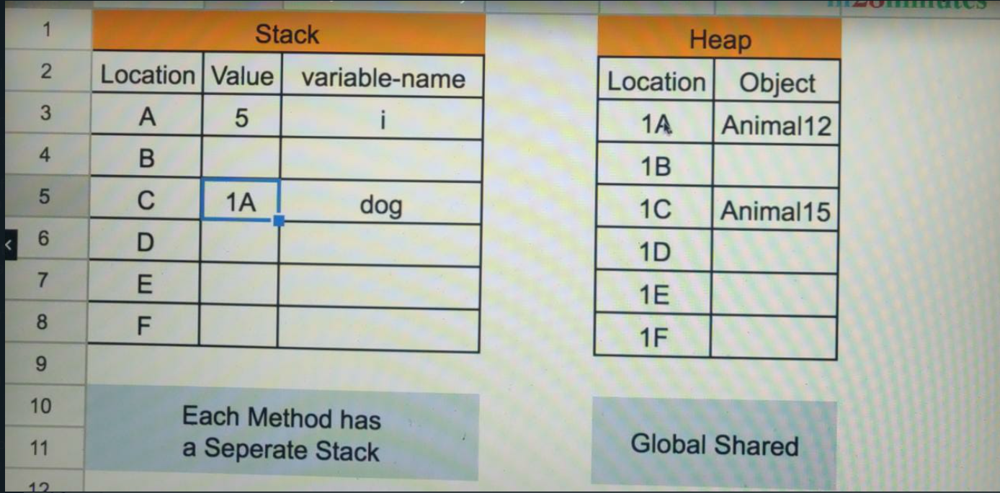 1 Stack Heap
2 Location Value variable-name Location Object
3 A 5 i 1A Animal12
4 B 1B
5 C 1A dog 1C Animal15
6 D 1D
7 E 1E
8 F 1F
9
10 Each Method has
11 a Seperate Stack Global Shared
12